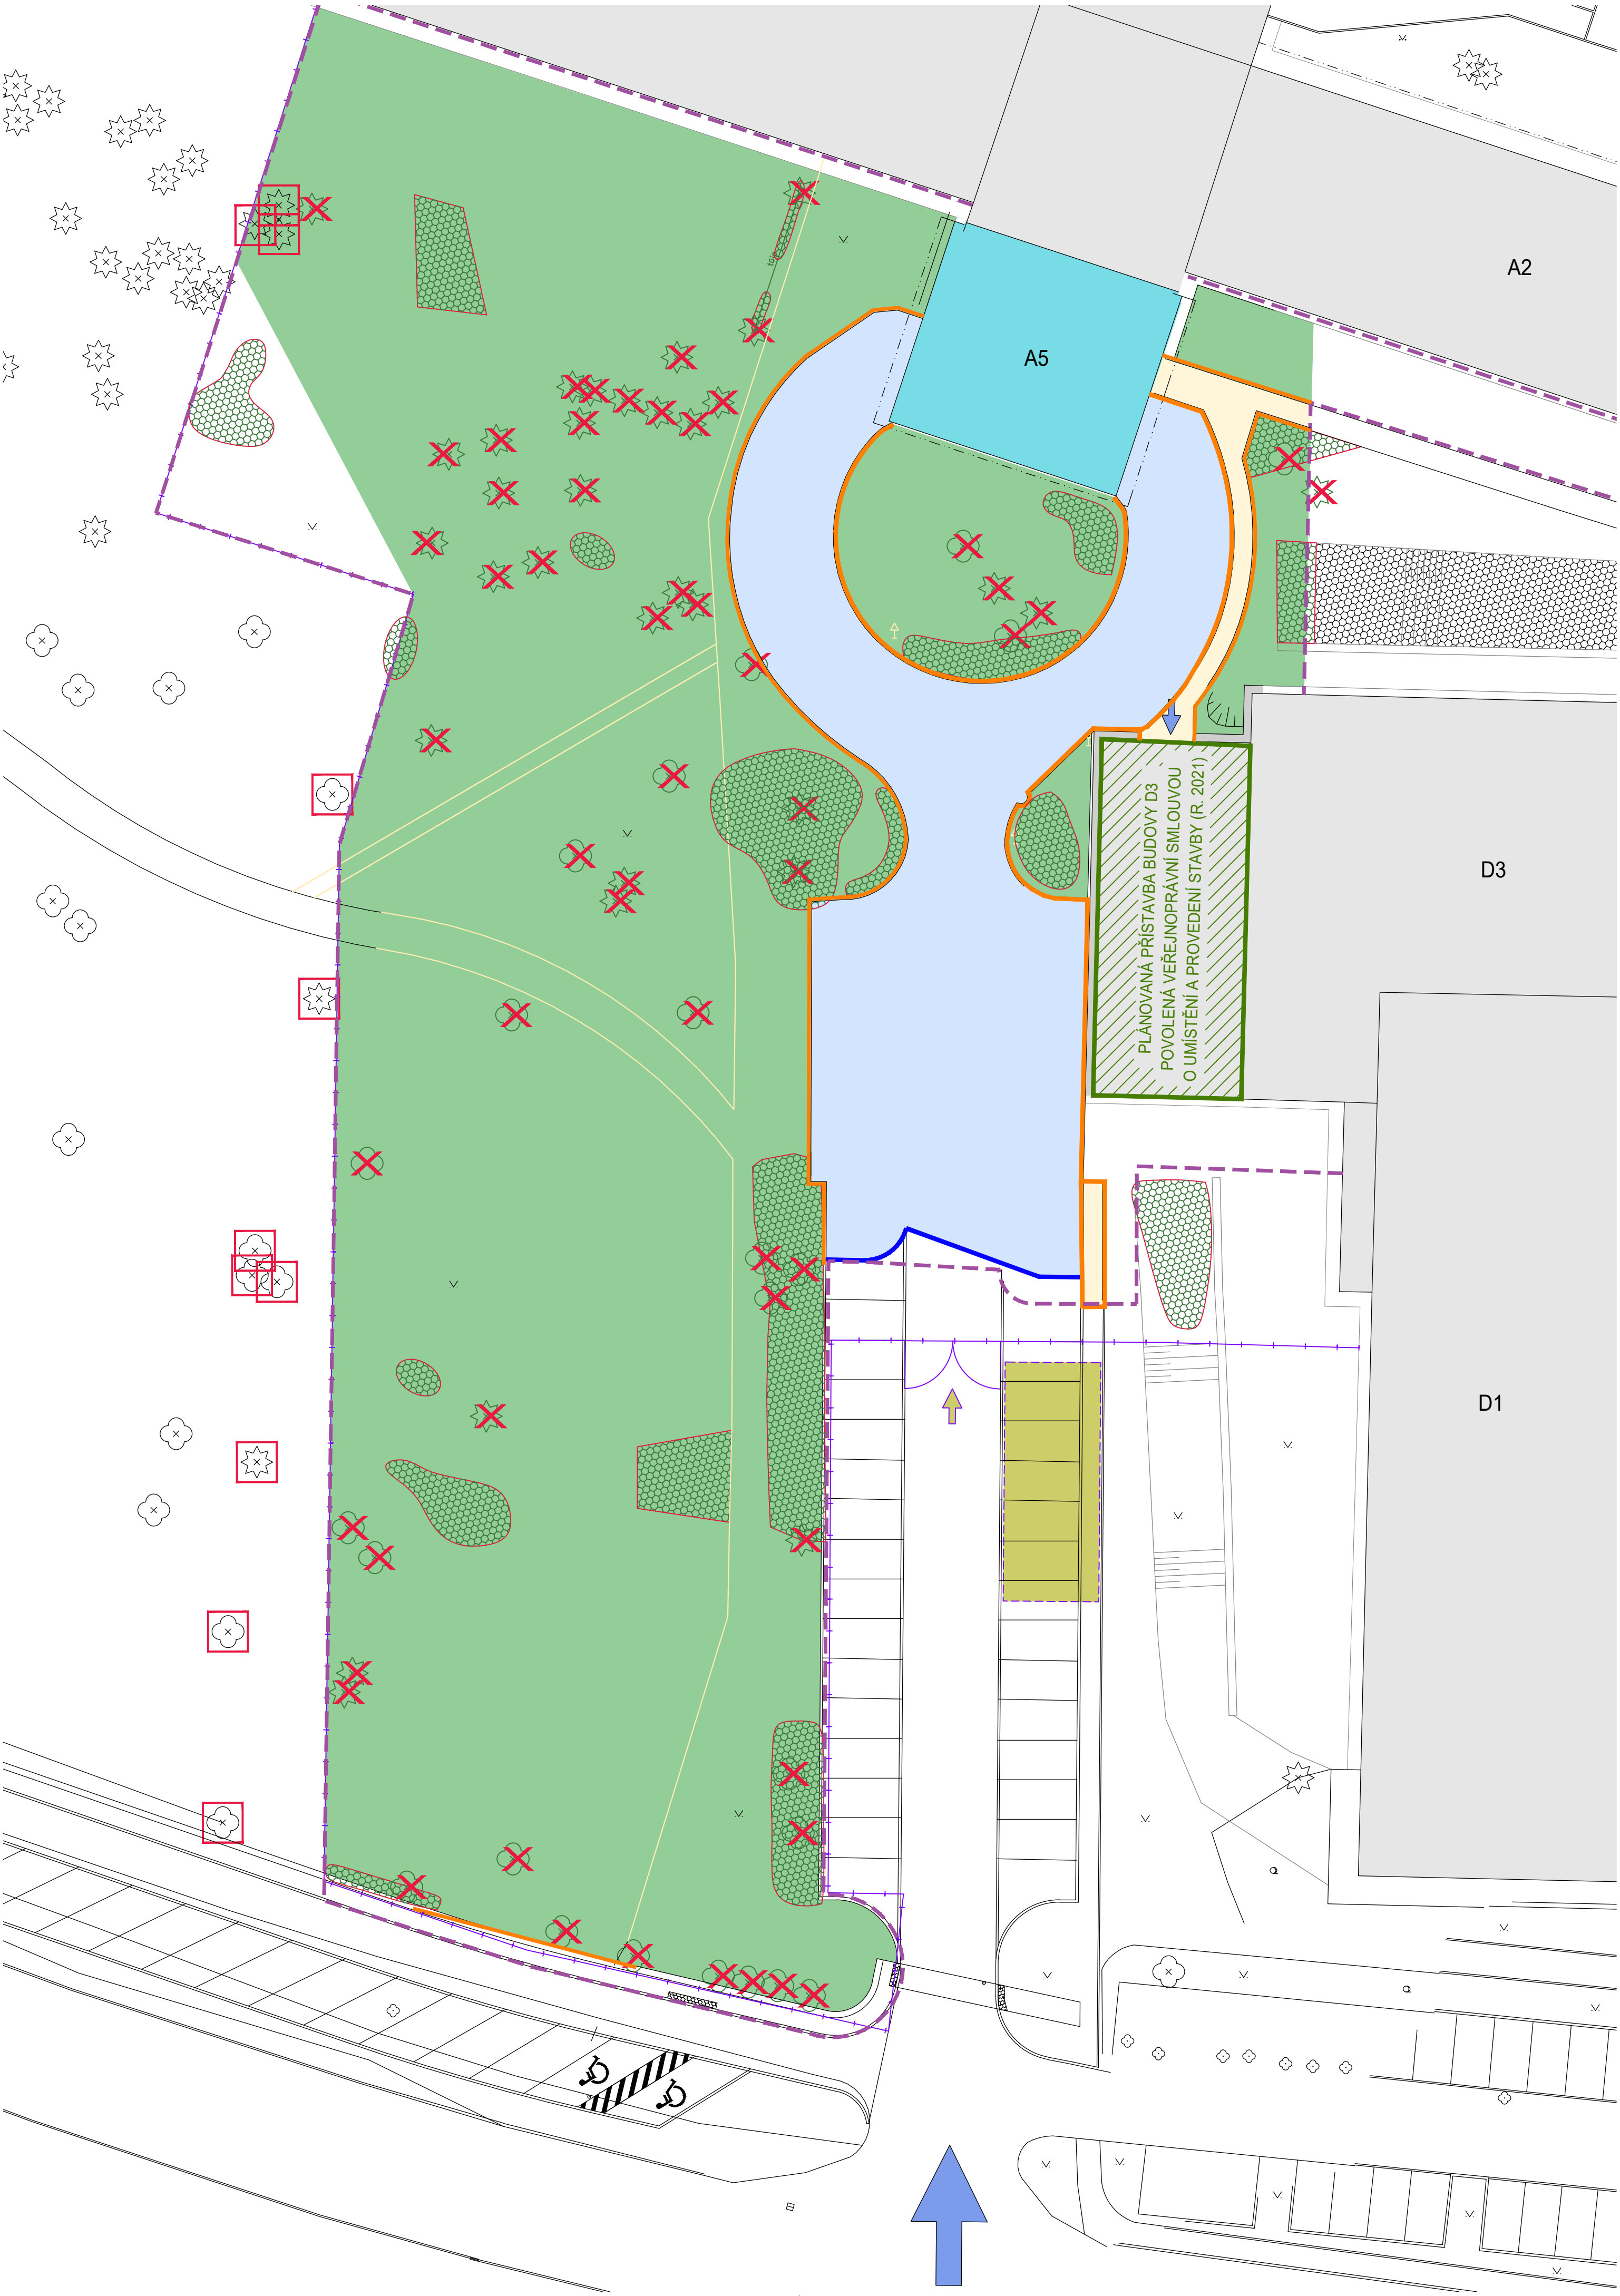 A2
A5
D3
PLÁNOVANÁ PŘÍSTAVBA BUDOVY D3
POVOLENÁ VEŘEJNOPRÁVNÍ SMLOUVOU
O UMÍSTĚNÍ A PROVEDENÍ STAVBY (R. 2021)
D1